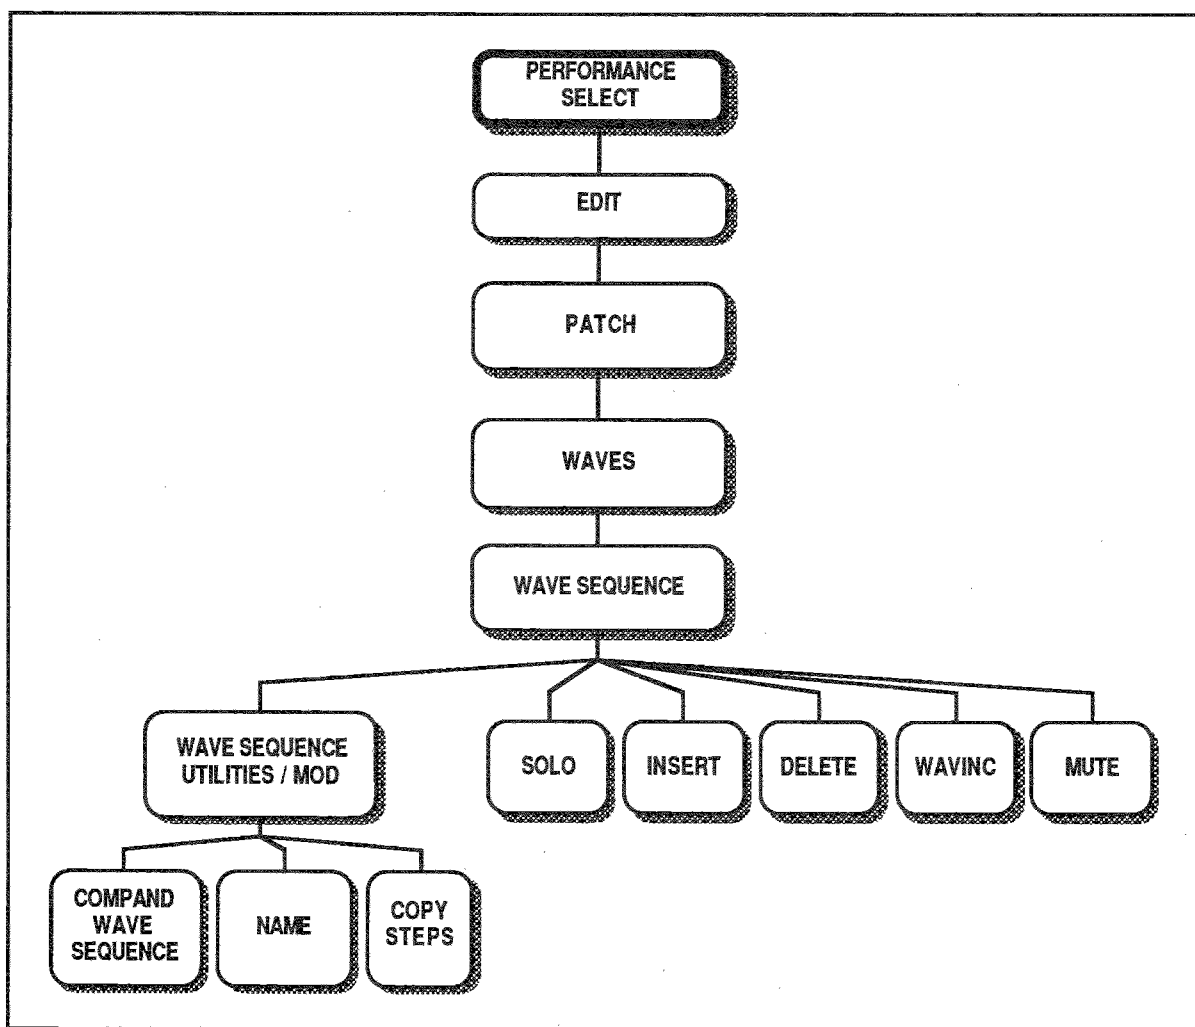 PERFORMANCE
SELECT
EDIT
PATCH
WAVES
WAVE SEQUENCE
WAVE SEQUENCE
UTILITIES / MOD
SOLO
INSERT
DELETE
WAVINC
MUTE
COMPAND
WAVE
SEQUENCE
NAME
COPY
STEPS